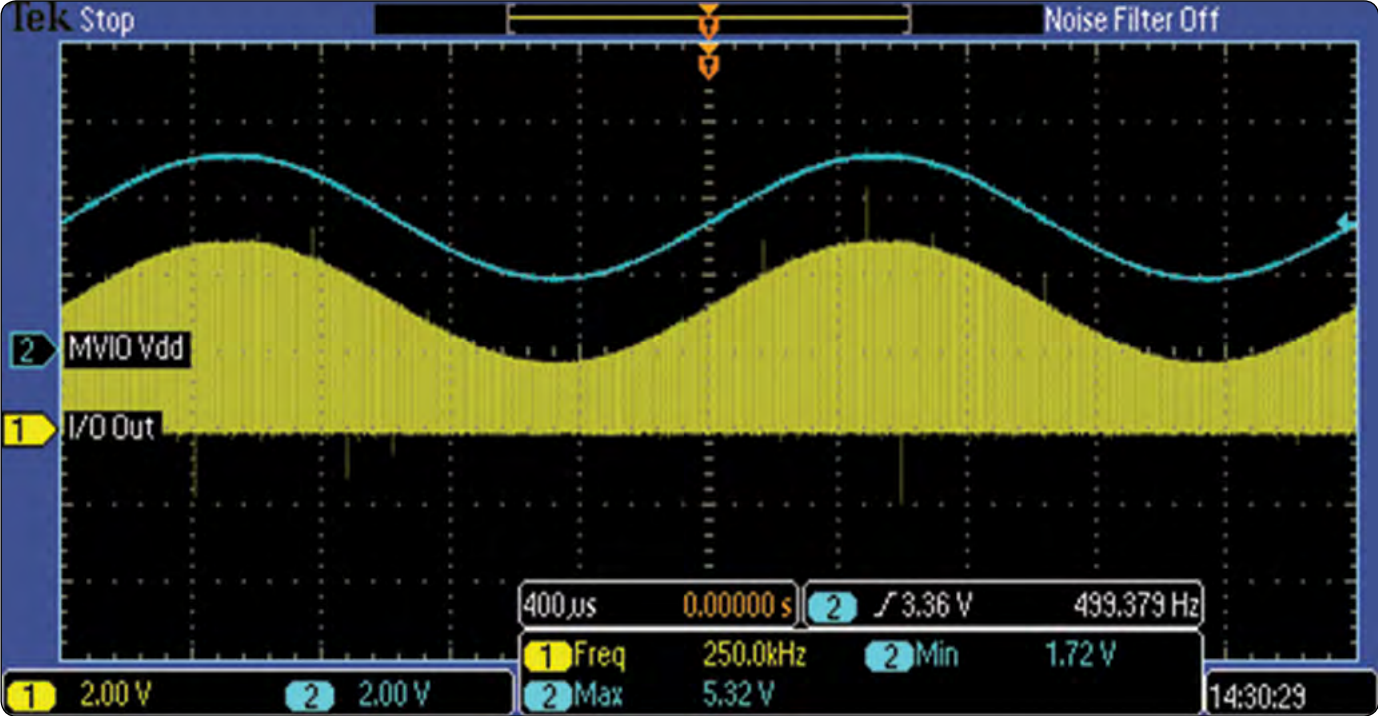 Tek Stop
Noise Filter Off
T
T
2 MVIO Vdd
1 I/O Out
400µs 0.00000 s
2 3.36 V 499.379 Hz
1 Freq 250.0kHz 2 Min 1.72 V
2 Max 5.32 V
1 2.00 V 2 2.00 V
14:30:29